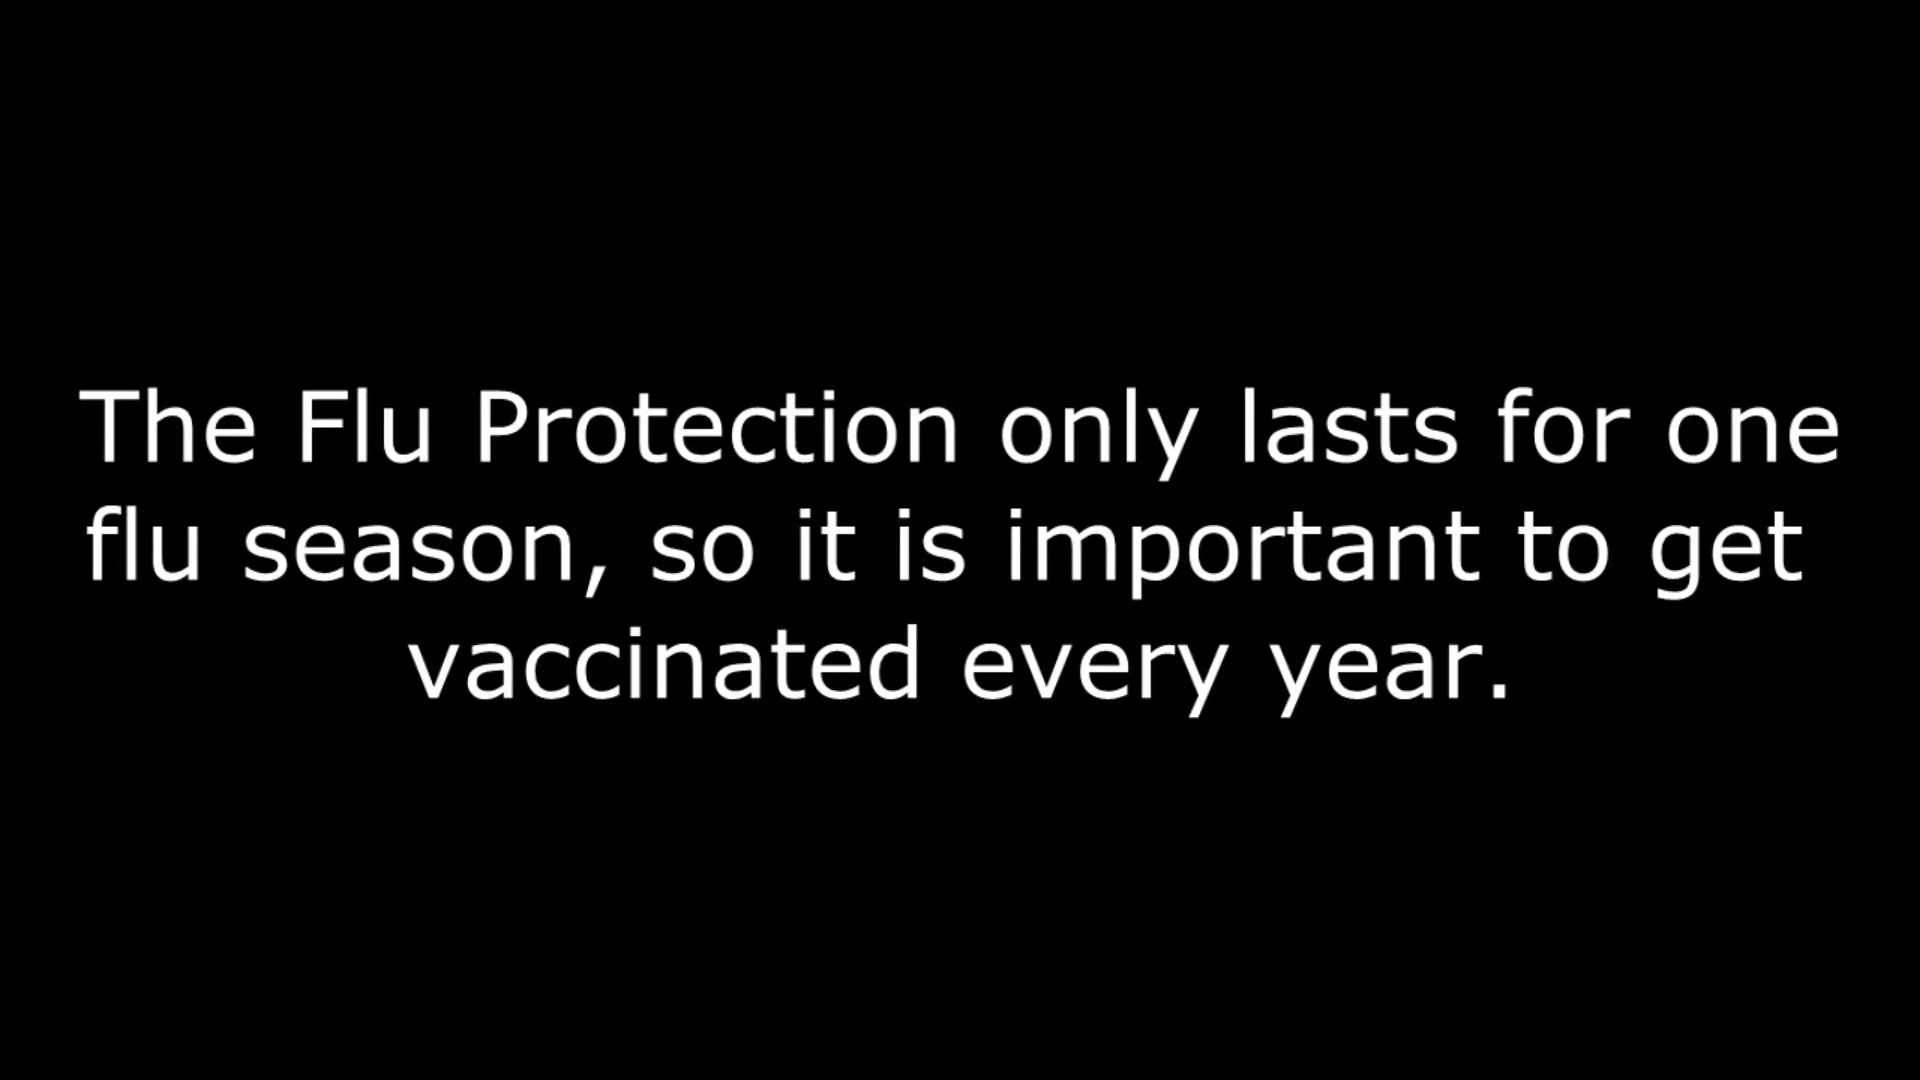 The Flu Protection only lasts for one
flu season, so it is important to get
vaccinated every year.